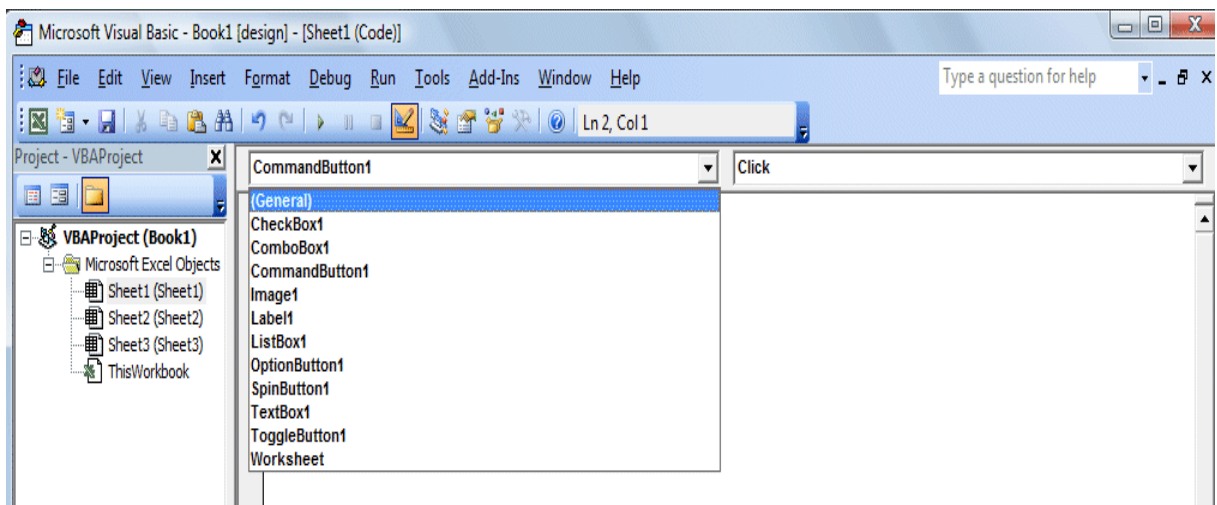 Microsoft Visual Basic - Book1 [design] - [Sheet1 (Code)]
File Edit View Insert Format Debug Run Tools Add-Ins Window Help Type a question for help
Ln 2, Col 1
Project - VBAProject
CommandButton1 Click
(General)
CheckBox1
ComboBox1
CommandButton1
Image1
Label1
ListBox1
OptionButton1
SpinButton1
TextBox1
ToggleButton1
Worksheet
VBAProject (Book1)
Microsoft Excel Objects
Sheet1 (Sheet1)
Sheet2 (Sheet2)
Sheet3 (Sheet3)
ThisWorkbook